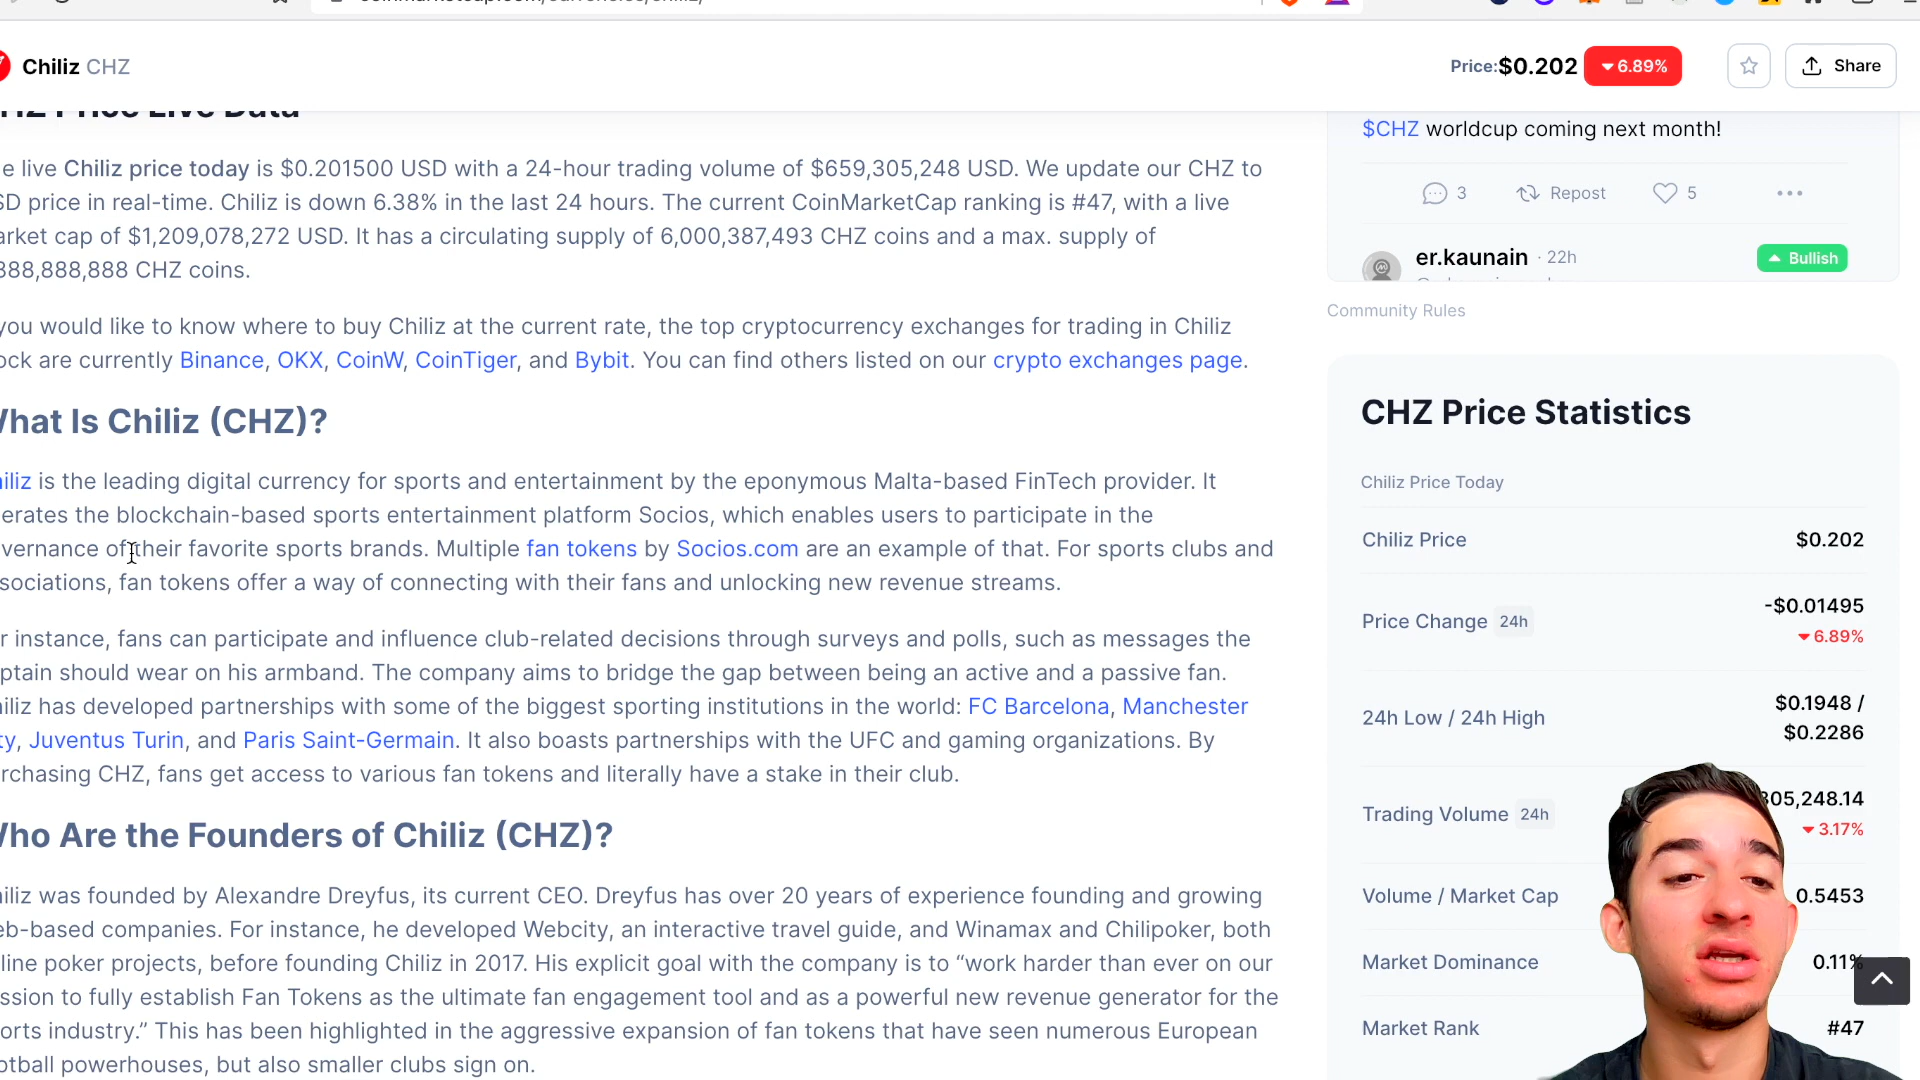 Chiliz CHZ
Price:$0.202
6.89%
Share
Price Live Data
e live Chiliz price today is $0.201500 USD with a 24-hour trading volume of $659,305,248 USD. We update our CHZ to
SD price in real-time. Chiliz is down 6.38% in the last 24 hours. The current CoinMarketCap ranking is #47, with a live
arket cap of $1,209,078,272 USD. It has a circulating supply of 6,000,387,493 CHZ coins and a max. supply of
888,888,888 CHZ coins.
you would like to know where to buy Chiliz at the current rate, the top cryptocurrency exchanges for trading in Chiliz
ock are currently Binance, OKX, CoinW, CoinTiger, and Bybit. You can find others listed on our crypto exchanges page.
What Is Chiliz (CHZ)?
iliz is the leading digital currency for sports and entertainment by the eponymous Malta-based FinTech provider. It
erates the blockchain-based sports entertainment platform Socios, which enables users to participate in the
vernance of their favorite sports brands. Multiple fan tokens by Socios.com are an example of that. For sports clubs and
sociations, fan tokens offer a way of connecting with their fans and unlocking new revenue streams.
r instance, fans can participate and influence club-related decisions through surveys and polls, such as messages the
ptain should wear on his armband. The company aims to bridge the gap between being an active and a passive fan.
iliz has developed partnerships with some of the biggest sporting institutions in the world: FC Barcelona, Manchester
ty, Juventus Turin, and Paris Saint-Germain. It also boasts partnerships with the UFC and gaming organizations. By
rchasing CHZ, fans get access to various fan tokens and literally have a stake in their club.
Who Are the Founders of Chiliz (CHZ)?
iliz was founded by Alexandre Dreyfus, its current CEO. Dreyfus has over 20 years of experience founding and growing
eb-based companies. For instance, he developed Webcity, an interactive travel guide, and Winamax and Chilipoker, both
line poker projects, before founding Chiliz in 2017. His explicit goal with the company is to “work harder than ever on our
ssion to fully establish Fan Tokens as the ultimate fan engagement tool and as a powerful new revenue generator for the
orts industry.” This has been highlighted in the aggressive expansion of fan tokens that have seen numerous European
otball powerhouses, but also smaller clubs sign on.
$CHZ worldcup coming next month!
3 Repost 5
er.kaunain · 22h
Bullish
Community Rules
CHZ Price Statistics
Chiliz Price Today
Chiliz Price $0.202
Price Change 24h -$0.01495
6.89%
24h Low / 24h High $0.1948 /
$0.2286
Trading Volume 24h 305,248.14
3.17%
Volume / Market Cap 0.5453
Market Dominance 0.11%
Market Rank #47